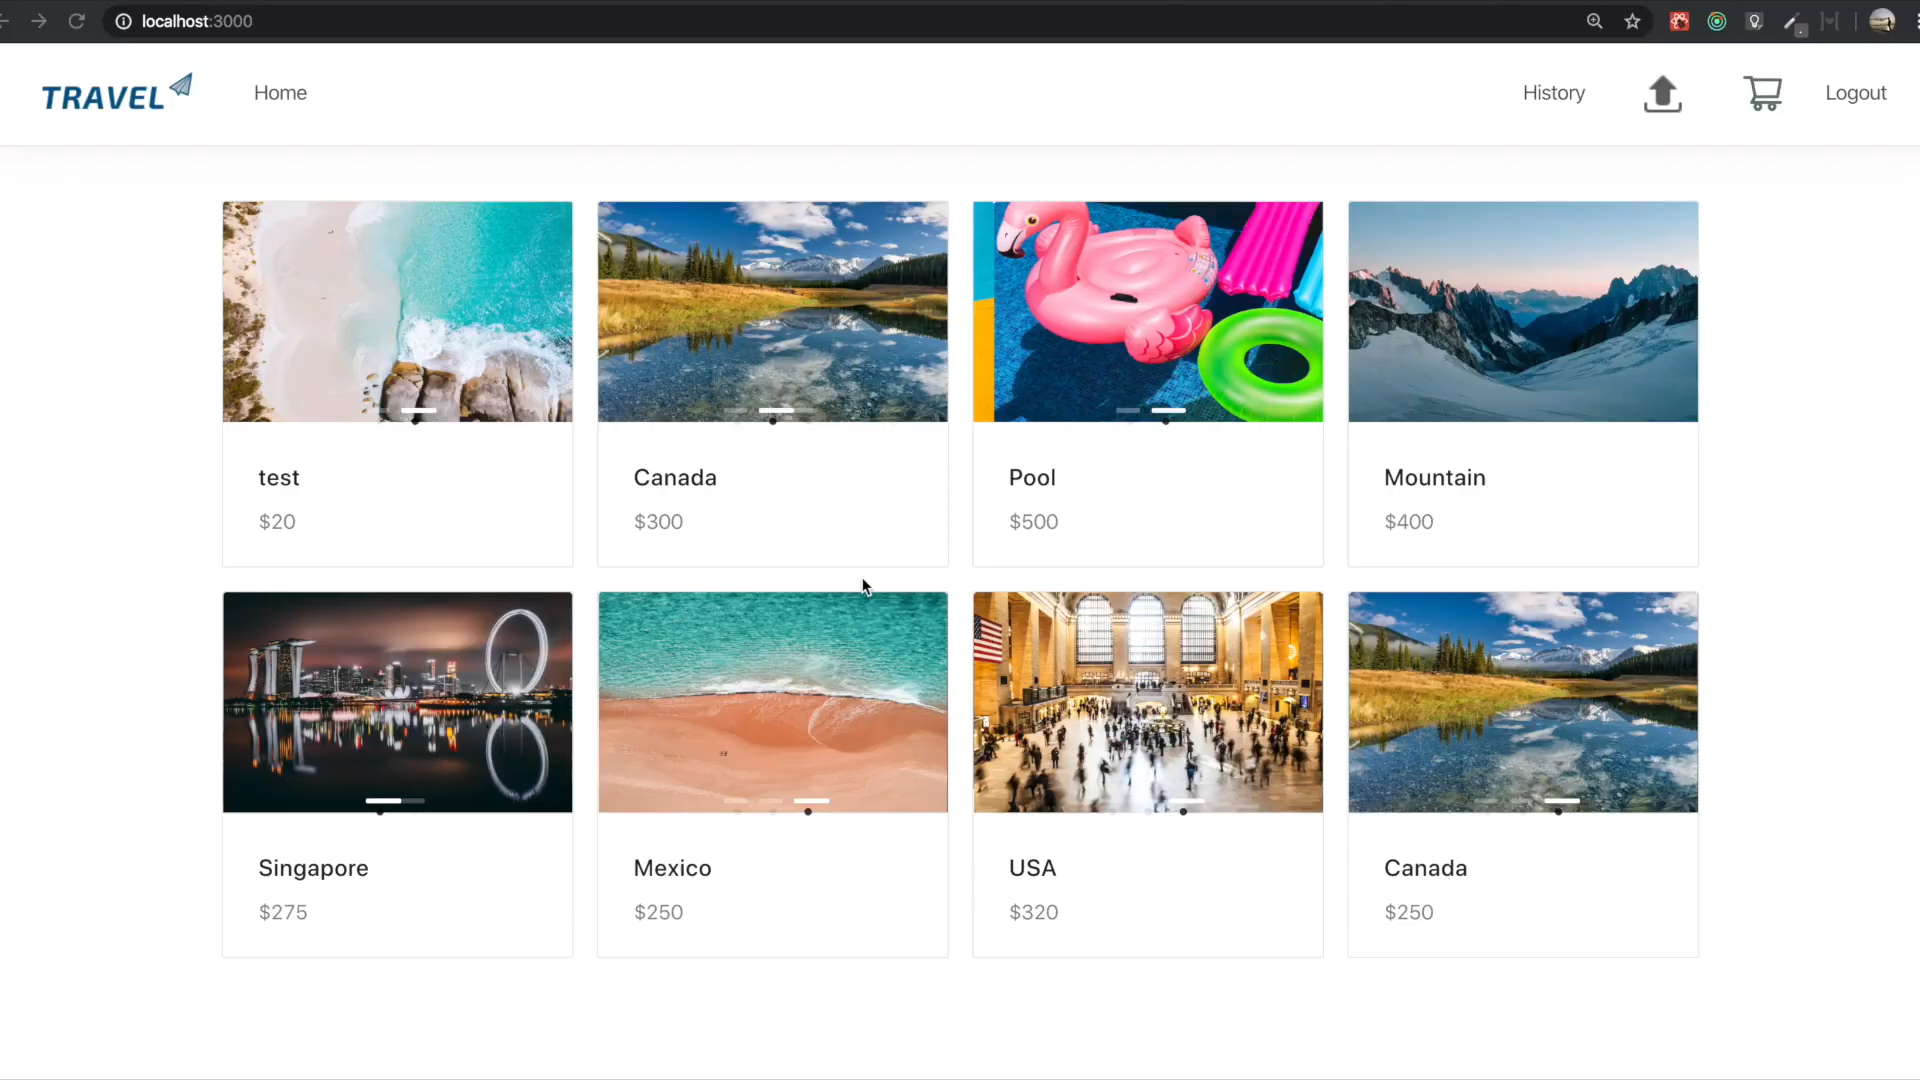 localhost:3000
TRAVEL Home History Logout
test Canada Pool Mountain
$20 $300 $500 $400
Singapore Mexico USA Canada
$275 $250 $320 $250